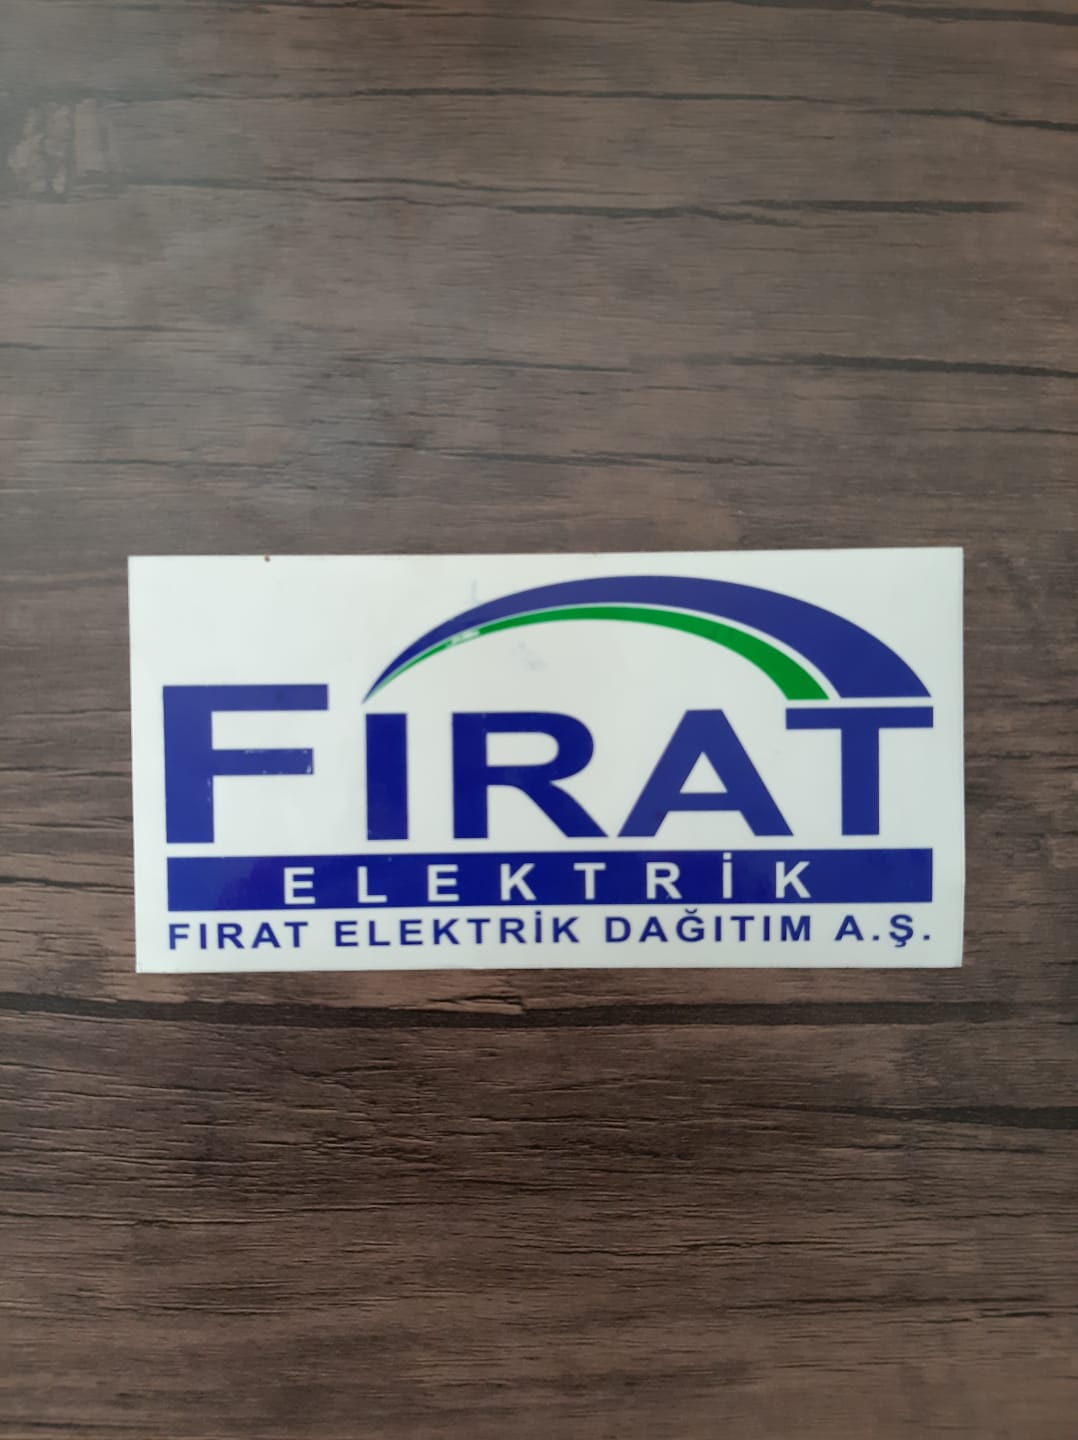 FIRAT
ELEKTRİK
FIRAT ELEKTRİK DAĞITIM A.Ş.